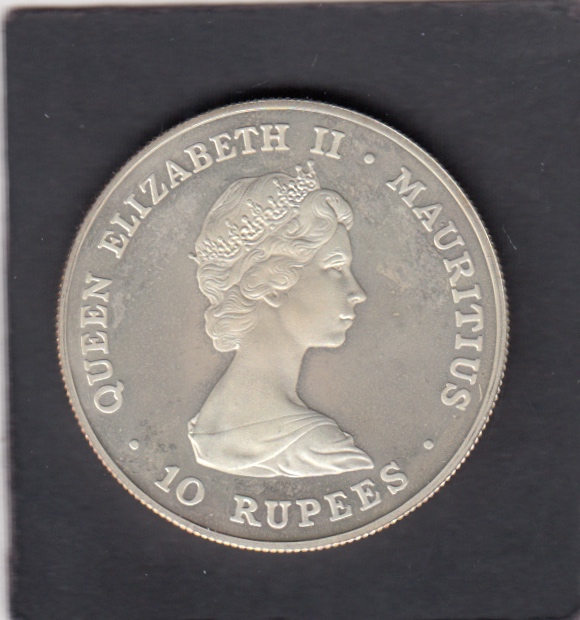 QUEEN ELIZABETH II · MAURITIUS
· 10 RUPEES ·